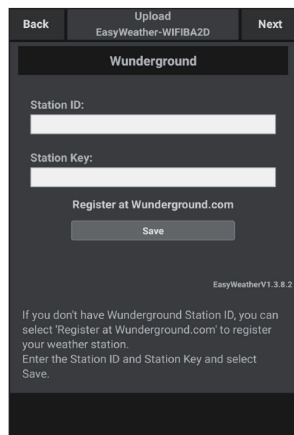 Back
Upload
EasyWeather-WIFIBA2D
Next
Wunderground
Station ID:
Station Key:
Register at Wunderground.com
Save
EasyWeatherV1.3.8.2
If you don't have Wunderground Station ID, you can
select 'Register at Wunderground.com' to register
your weather station.
Enter the Station ID and Station Key and select
Save.